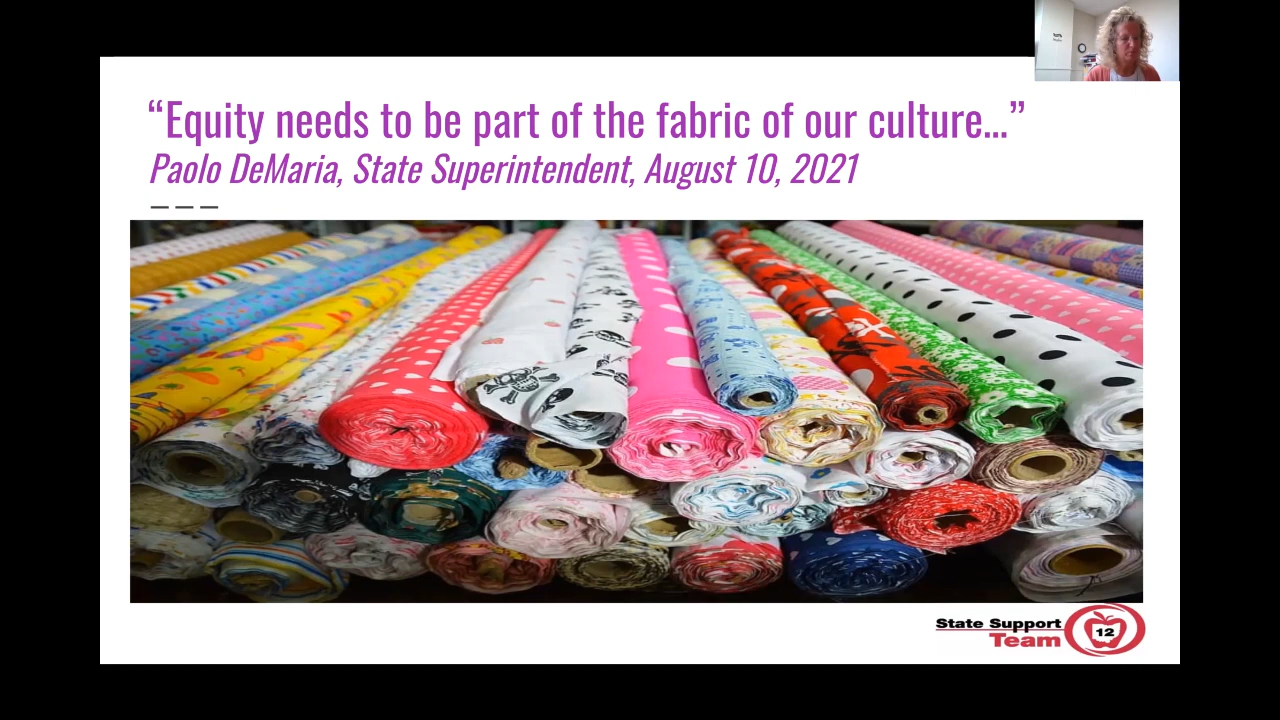 “Equity needs to be part of the fabric of our culture...”
Paolo DeMaria, State Superintendent, August 10, 2021
State Support
Team
12